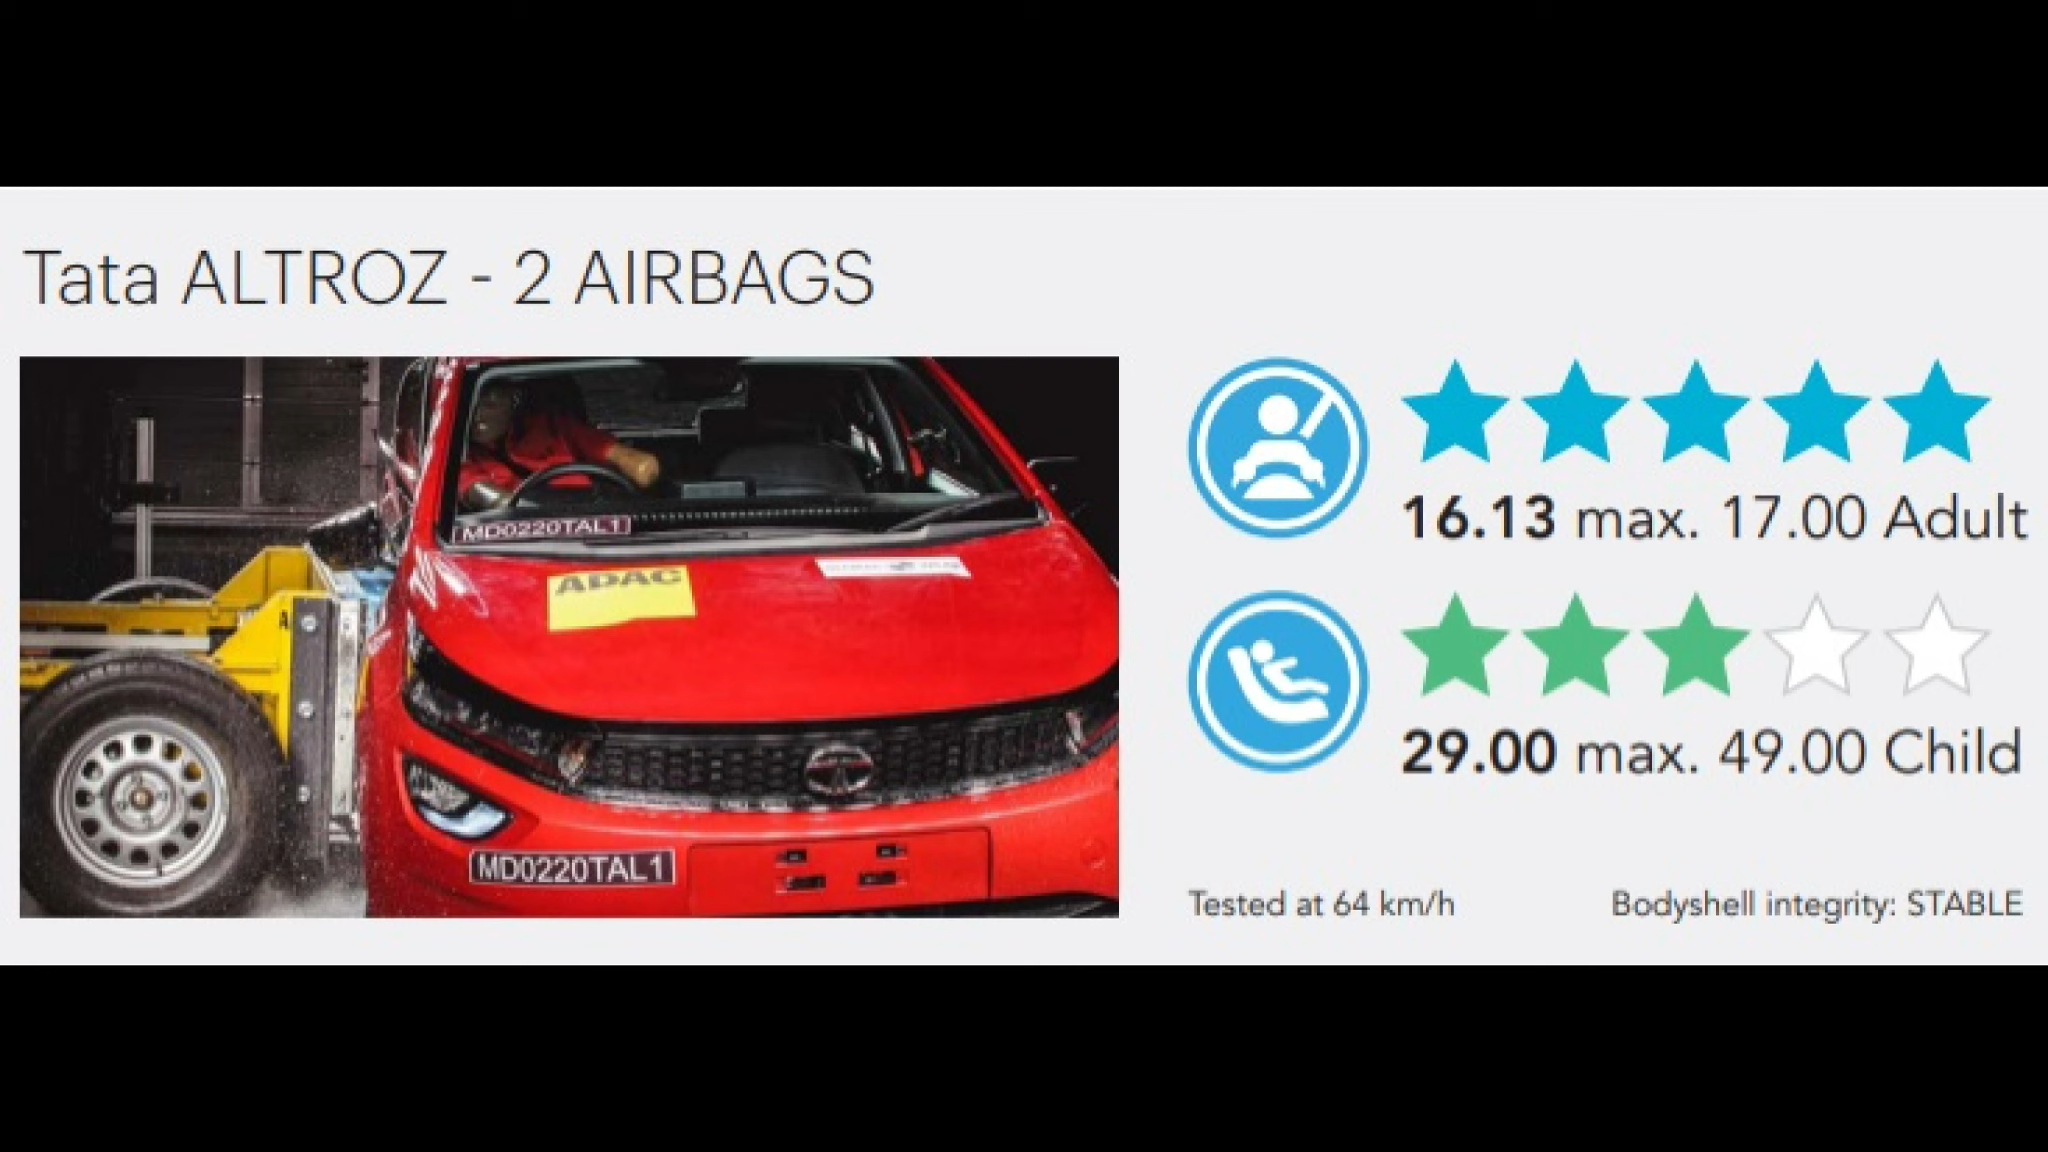 Tata ALTROZ - 2 AIRBAGS
MD0220TAL1
ADAC
A
MD0220TAL1
16.13 max. 17.00 Adult
29.00 max. 49.00 Child
Tested at 64 km/h
Bodyshell integrity: STABLE